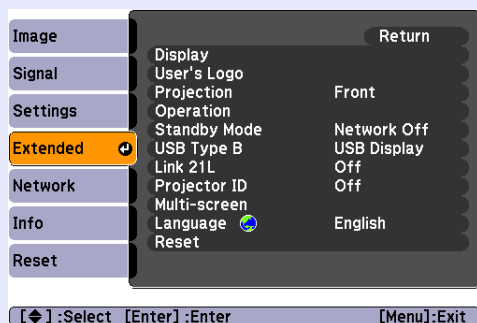 Image
Signal
Settings
Extended
Network
Info
Reset
Return
Display
User's Logo
Projection Front
Operation
Standby Mode Network Off
USB Type B USB Display
Link 21L Off
Projector ID Off
Multi-screen
Language English
Reset
[◆] :Select [Enter] :Enter [Menu]:Exit